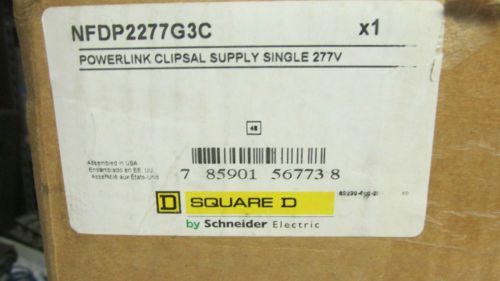 NFDP2277G3C x1
POWERLINK CLIPSAL SUPPLY SINGLE 277V
48
Assembled in USA
Ensamblado en EE. UU.
Assemblé aux États-Unis
7 85901 56773 8
D SQUARE D
by Schneider Electric